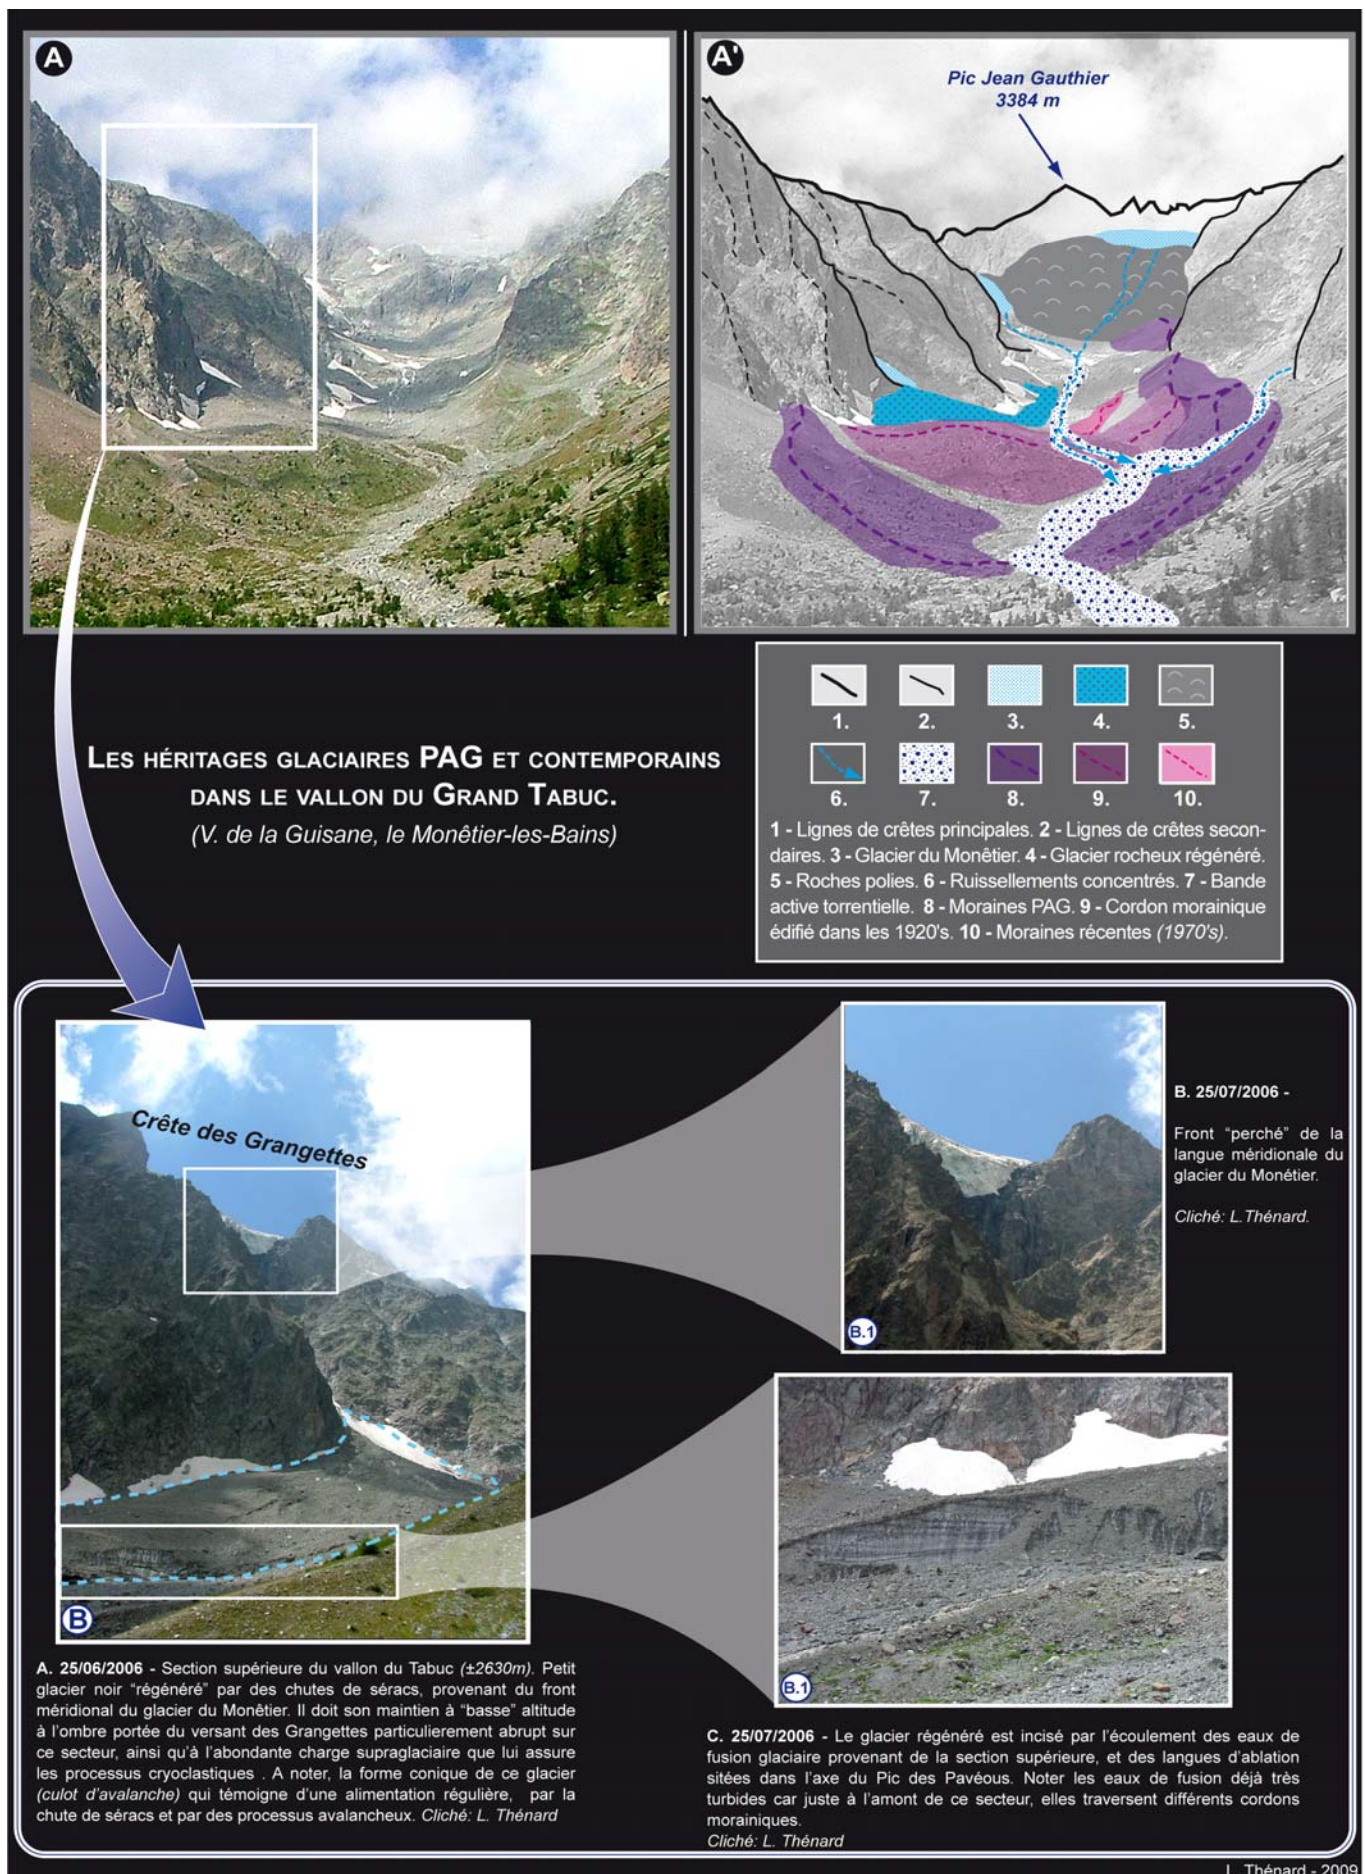 A
A'
Pic Jean Gauthier
3384 m
LES HÉRITAGES GLACIAIRES PAG ET CONTEMPORAINS
DANS LE VALLON DU GRAND TABUC.
(V. de la Guisane, le Monêtier-les-Bains)
1.
2.
3.
4.
5.
6.
7.
8.
9.
10.
1 - Lignes de crêtes principales. 2 - Lignes de crêtes secon-
daires. 3 - Glacier du Monêtier. 4 - Glacier rocheux régénéré.
5 - Roches polies. 6 - Ruissellements concentrés. 7 - Bande
active torrentielle. 8 - Moraines PAG. 9 - Cordon morainique
édifié dans les 1920's. 10 - Moraines récentes (1970's).
Crête des Grangettes
B
B.1
B. 25/07/2006 -
Front “perché” de la
langue méridionale du
glacier du Monétier.
Cliché: L.Thénard.
B.1
A. 25/06/2006 - Section supérieure du vallon du Tabuc (±2630m). Petit
glacier noir “régénéré” par des chutes de séracs, provenant du front
méridional du glacier du Monêtier. Il doit son maintien à “basse” altitude
à l’ombre portée du versant des Grangettes particulierement abrupt sur
ce secteur, ainsi qu’à l’abondante charge supraglaciaire que lui assure
les processus cryoclastiques . A noter, la forme conique de ce glacier
(culot d’avalanche) qui témoigne d’une alimentation régulière, par la
chute de séracs et par des processus avalancheux. Cliché: L. Thénard
C. 25/07/2006 - Le glacier régénéré est incisé par l’écoulement des eaux de
fusion glaciaire provenant de la section supérieure, et des langues d’ablation
sitées dans l’axe du Pic des Pavéous. Noter les eaux de fusion déjà très
turbides car juste à l’amont de ce secteur, elles traversent différents cordons
morainiques.
Cliché: L. Thénard
L. Thénard - 2009